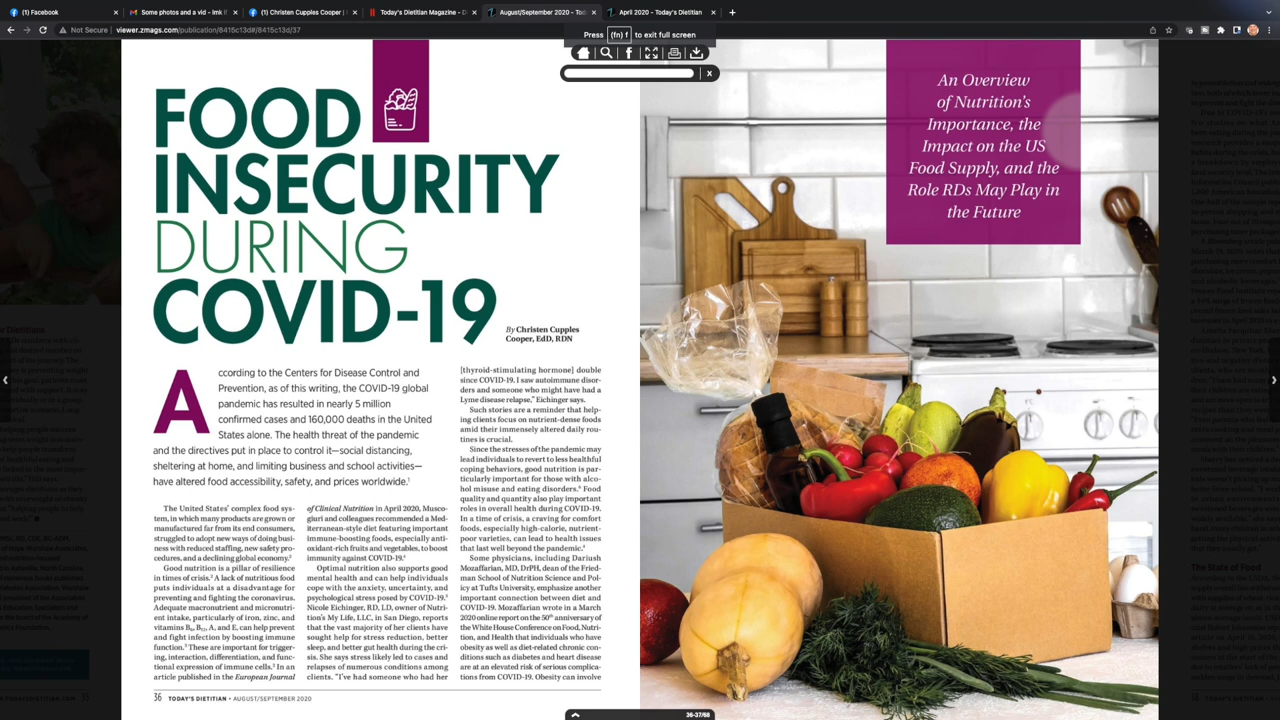 Facebook
Some photos and a vid - lmk if
(1) Christen Cupples Cooper |
Today's Dietitian Magazine - D
August/September 2020 - Tod
April 2020 - Today's Dietitian
Not Secure | viewer.zmags.com/publication/8415c13d#/8415c13d/37
Press (fn) f to exit full screen
FOOD
INSECURITY
DURING
COVID-19
By Christen Cupples
Cooper, EdD, RDN
According to the Centers for Disease Control and
Prevention, as of this writing, the COVID-19 global
pandemic has resulted in nearly 5 million
confirmed cases and 160,000 deaths in the United
States alone. The health threat of the pandemic
and the directives put in place to control it—social distancing,
sheltering at home, and limiting business and school activities—
have altered food accessibility, safety, and prices worldwide.1
The United States' complex food sys-
tem, in which many products are grown or
manufactured far from its end consumers,
struggled to adopt new ways of doing busi-
ness with reduced staffing, new safety pro-
cedures, and a declining global economy.2
Good nutrition is a pillar of resilience
in times of crisis.3 A lack of nutritious food
puts individuals at a disadvantage for
preventing and fighting the coronavirus.
Adequate macronutrient and micronutri-
ent intake, particularly of iron, zinc, and
vitamins B6, B12, A, and E, can help prevent
and fight infection by boosting immune
function.3 These are important for trigger-
ing, interaction, differentiation, and func-
tional expression of immune cells.3 In an
article published in the European Journal
of Clinical Nutrition in April 2020, Musco-
giuri and colleagues recommended a Med-
iterranean-style diet featuring important
immune-boosting foods, especially anti-
oxidant-rich fruits and vegetables, to boost
immunity against COVID-19.4
Optimal nutrition also supports good
mental health and can help individuals
cope with the anxiety, uncertainty, and
psychological stress posed by COVID-19.5
Nicole Eichinger, RD, LD, owner of Nutri-
tion's My Life, LLC, in San Diego, reports
that the vast majority of her clients have
sought help for stress reduction, better
sleep, and better gut health during the cri-
sis. She says stress likely led to cases and
relapses of numerous conditions among
clients. "I've had someone who had her
[thyroid-stimulating hormone] double
since COVID-19. I saw autoimmune disor-
ders and someone who might have had a
Lyme disease relapse," Eichinger says.
Such stories are a reminder that help-
ing clients focus on nutrient-dense foods
amid their immensely altered daily rou-
tines is crucial.
Since the stresses of the pandemic may
lead individuals to revert to less healthful
coping behaviors, good nutrition is par-
ticularly important for those with alco-
hol misuse and eating disorders.6 Food
quality and quantity also play important
roles in overall health during COVID-19.
In a time of crisis, a craving for comfort
foods, especially high-calorie, nutrient-
poor varieties, can lead to health issues
that last well beyond the pandemic.4
Some physicians, including Dariush
Mozaffarian, MD, DrPH, dean of the Fried-
man School of Nutrition Science and Pol-
icy at Tufts University, emphasize another
important connection between diet and
COVID-19. Mozaffarian wrote in a March
2020 online report on the 50th anniversary of
the White House Conference on Food, Nutri-
tion, and Health that individuals who have
obesity as well as diet-related chronic con-
ditions such as diabetes and heart disease
are at an elevated risk of serious complica-
tions from COVID-19. Obesity can involve
36 TODAY'S DIETITIAN • AUGUST/SEPTEMBER 2020
An Overview
of Nutrition's
Importance, the
Impact on the US
Food Supply, and the
Role RDs May Play in
the Future
The State of Food
36-37/68